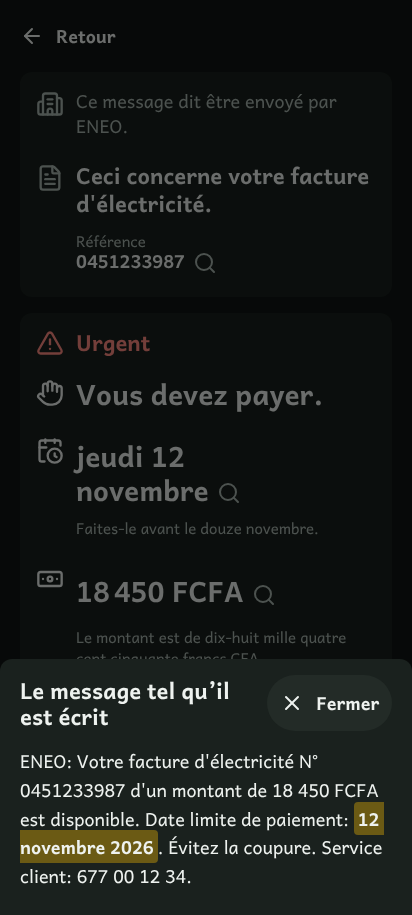 Retour
Ce message dit être envoyé par
ENEO.
Ceci concerne votre facture
d'électricité.
Référence
0451233987
Urgent
Vous devez payer.
jeudi 12
novembre
Faites-le avant le douze novembre.
18 450 FCFA
Le montant est de dix-huit mille quatre
cent cinquante francs CFA.
Le message tel qu’il
est écrit
Fermer
ENEO: Votre facture d'électricité N°
0451233987 d'un montant de 18 450 FCFA
est disponible. Date limite de paiement: 12
novembre 2026. Évitez la coupure. Service
client: 677 00 12 34.